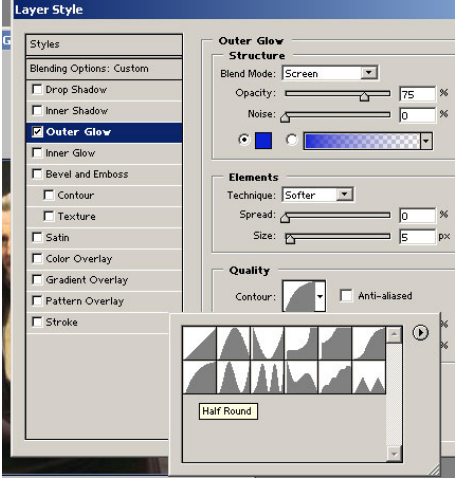 Layer Style
Styles
Blending Options: Custom
Drop Shadow
Inner Shadow
Outer Glow
Inner Glow
Bevel and Emboss
Contour
Texture
Satin
Color Overlay
Gradient Overlay
Pattern Overlay
Stroke
Outer Glow
Structure
Blend Mode: Screen
Opacity: 75 %
Noise: 0 %
Elements
Technique: Softer
Spread: 0 %
Size: 5 px
Quality
Contour: Anti-aliased
%
%
Half Round